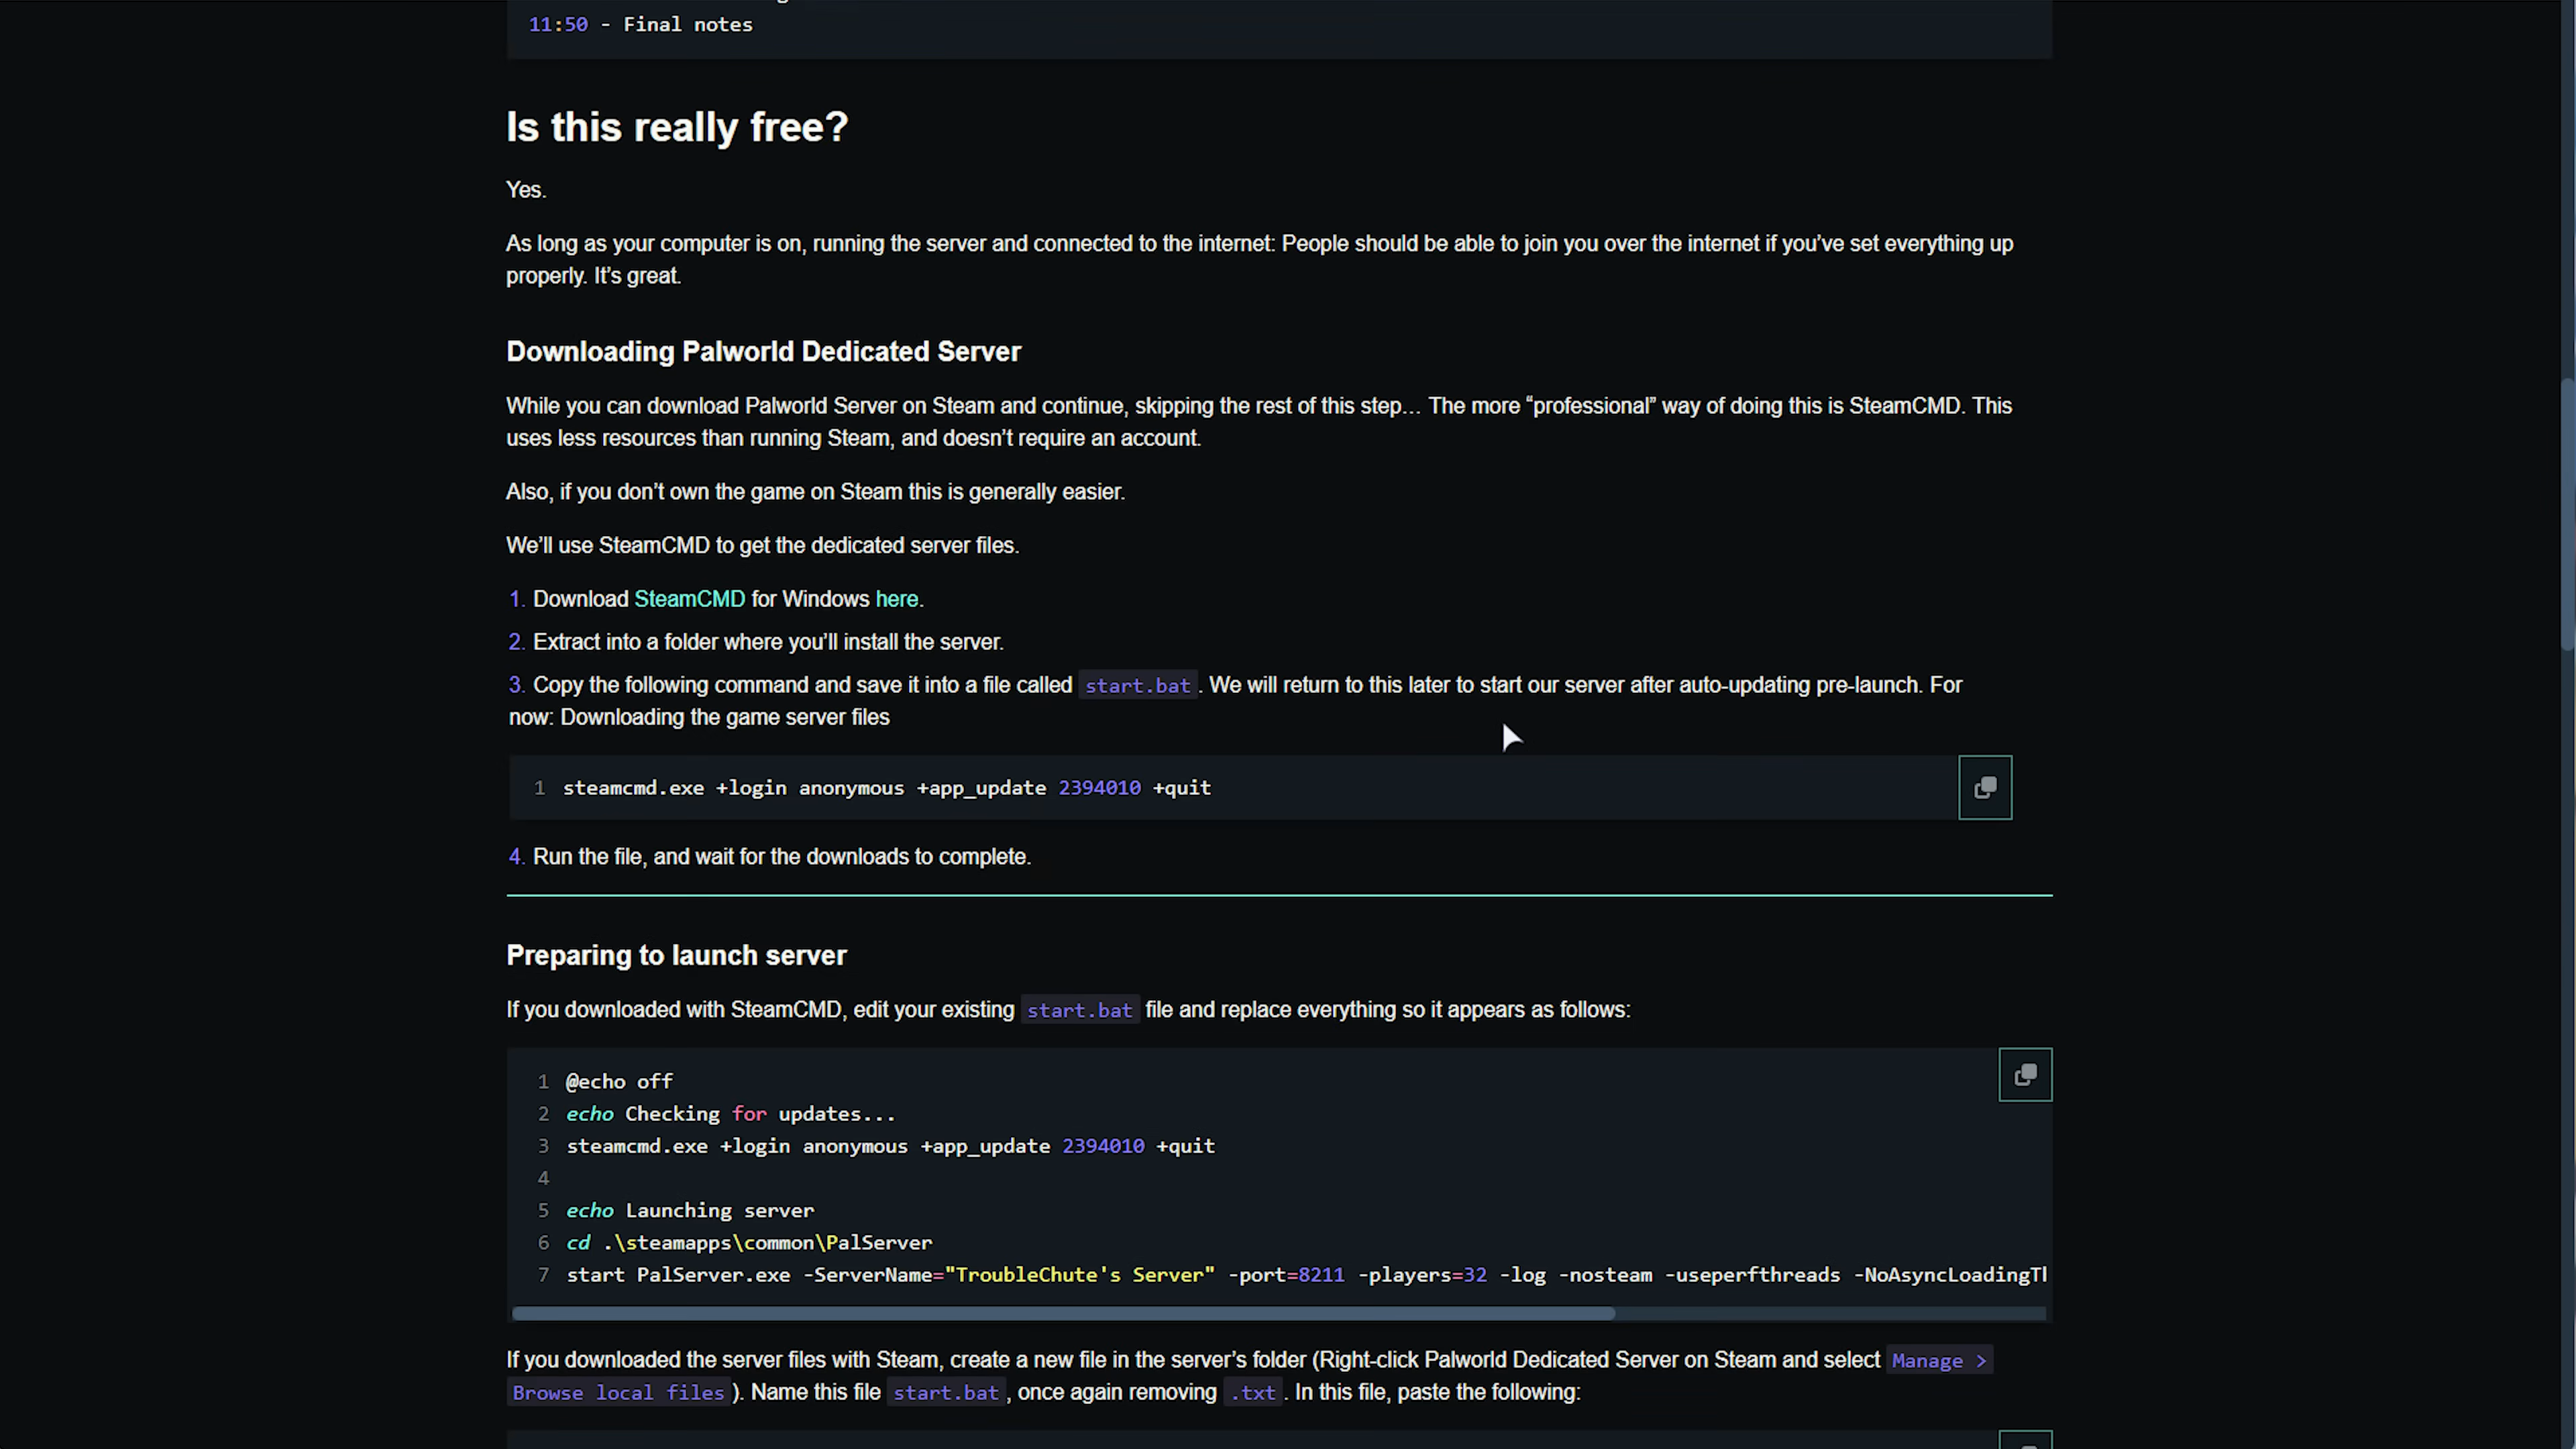 11:50 - Final notes
Is this really free?
Yes.
As long as your computer is on, running the server and connected to the internet: People should be able to join you over the internet if you’ve set everything up
properly. It’s great.
Downloading Palworld Dedicated Server
While you can download Palworld Server on Steam and continue, skipping the rest of this step… The more “professional” way of doing this is SteamCMD. This
uses less resources than running Steam, and doesn’t require an account.
Also, if you don’t own the game on Steam this is generally easier.
We’ll use SteamCMD to get the dedicated server files.
1. Download SteamCMD for Windows here.
2. Extract into a folder where you’ll install the server.
3. Copy the following command and save it into a file called start.bat. We will return to this later to start our server after auto-updating pre-launch. For
now: Downloading the game server files
1 steamcmd.exe +login anonymous +app_update 2394010 +quit
4. Run the file, and wait for the downloads to complete.
Preparing to launch server
If you downloaded with SteamCMD, edit your existing start.bat file and replace everything so it appears as follows:
1 @echo off
2 echo Checking for updates...
3 steamcmd.exe +login anonymous +app_update 2394010 +quit
4
5 echo Launching server
6 cd .\steamapps\common\PalServer
7 start PalServer.exe -ServerName="TroubleChute's Server" -port=8211 -players=32 -log -nosteam -useperfthreads -NoAsyncLoadingT
If you downloaded the server files with Steam, create a new file in the server’s folder (Right-click Palworld Dedicated Server on Steam and select Manage >
Browse local files). Name this file start.bat, once again removing .txt. In this file, paste the following: